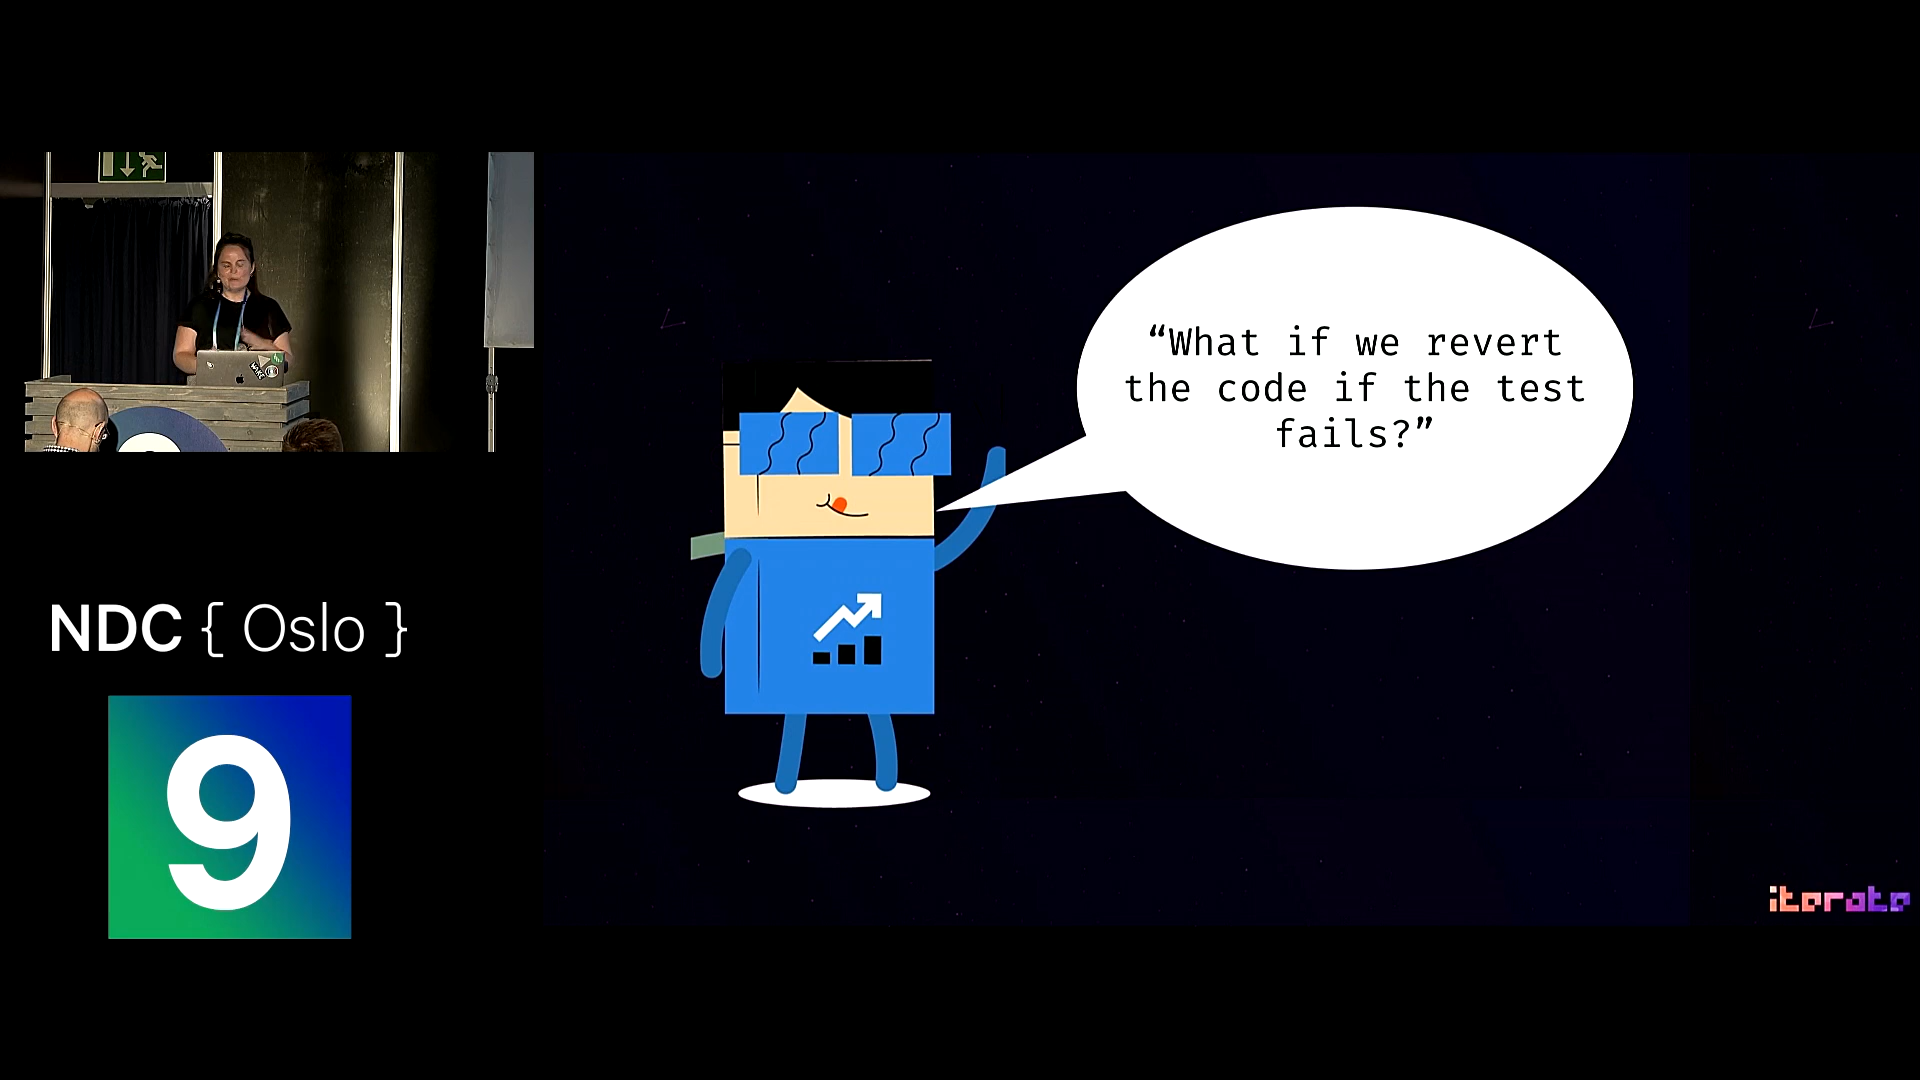 “What if we revert
the code if the test
fails?”
NDC { Oslo }
9
iterate